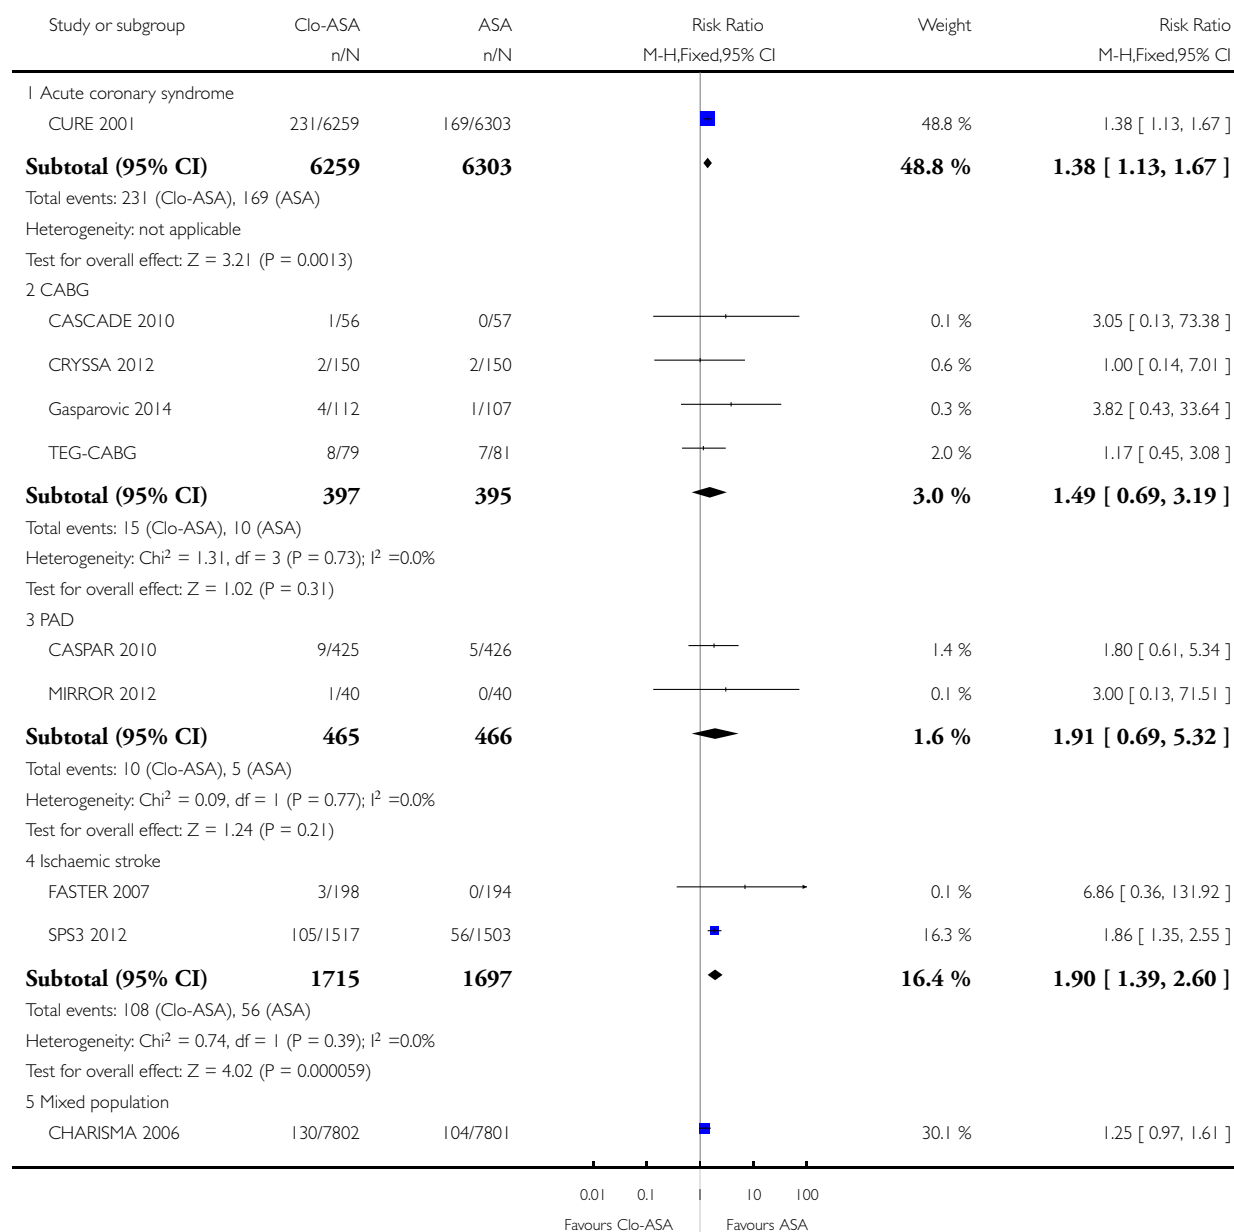 Study or subgroup Clo-ASA ASA Risk Ratio Weight Risk Ratio
n/N n/N M-H,Fixed,95% CI M-H,Fixed,95% CI
1 Acute coronary syndrome
CURE 2001 231/6259 169/6303 48.8 % 1.38 [ 1.13, 1.67 ]
Subtotal (95% CI) 6259 6303 48.8 % 1.38 [ 1.13, 1.67 ]
Total events: 231 (Clo-ASA), 169 (ASA)
Heterogeneity: not applicable
Test for overall effect: Z = 3.21 (P = 0.0013)
2 CABG
CASCADE 2010 1/56 0/57 0.1 % 3.05 [ 0.13, 73.38 ]
CRYSSA 2012 2/150 2/150 0.6 % 1.00 [ 0.14, 7.01 ]
Gasparovic 2014 4/112 1/107 0.3 % 3.82 [ 0.43, 33.64 ]
TEG-CABG 8/79 7/81 2.0 % 1.17 [ 0.45, 3.08 ]
Subtotal (95% CI) 397 395 3.0 % 1.49 [ 0.69, 3.19 ]
Total events: 15 (Clo-ASA), 10 (ASA)
Heterogeneity: Chi² = 1.31, df = 3 (P = 0.73); I² =0.0%
Test for overall effect: Z = 1.02 (P = 0.31)
3 PAD
CASPAR 2010 9/425 5/426 1.4 % 1.80 [ 0.61, 5.34 ]
MIRROR 2012 1/40 0/40 0.1 % 3.00 [ 0.13, 71.51 ]
Subtotal (95% CI) 465 466 1.6 % 1.91 [ 0.69, 5.32 ]
Total events: 10 (Clo-ASA), 5 (ASA)
Heterogeneity: Chi² = 0.09, df = 1 (P = 0.77); I² =0.0%
Test for overall effect: Z = 1.24 (P = 0.21)
4 Ischaemic stroke
FASTER 2007 3/198 0/194 0.1 % 6.86 [ 0.36, 131.92 ]
SPS3 2012 105/1517 56/1503 16.3 % 1.86 [ 1.35, 2.55 ]
Subtotal (95% CI) 1715 1697 16.4 % 1.90 [ 1.39, 2.60 ]
Total events: 108 (Clo-ASA), 56 (ASA)
Heterogeneity: Chi² = 0.74, df = 1 (P = 0.39); I² =0.0%
Test for overall effect: Z = 4.02 (P = 0.000059)
5 Mixed population
CHARISMA 2006 130/7802 104/7801 30.1 % 1.25 [ 0.97, 1.61 ]
0.01 0.1 1 10 100
Favours Clo-ASA Favours ASA